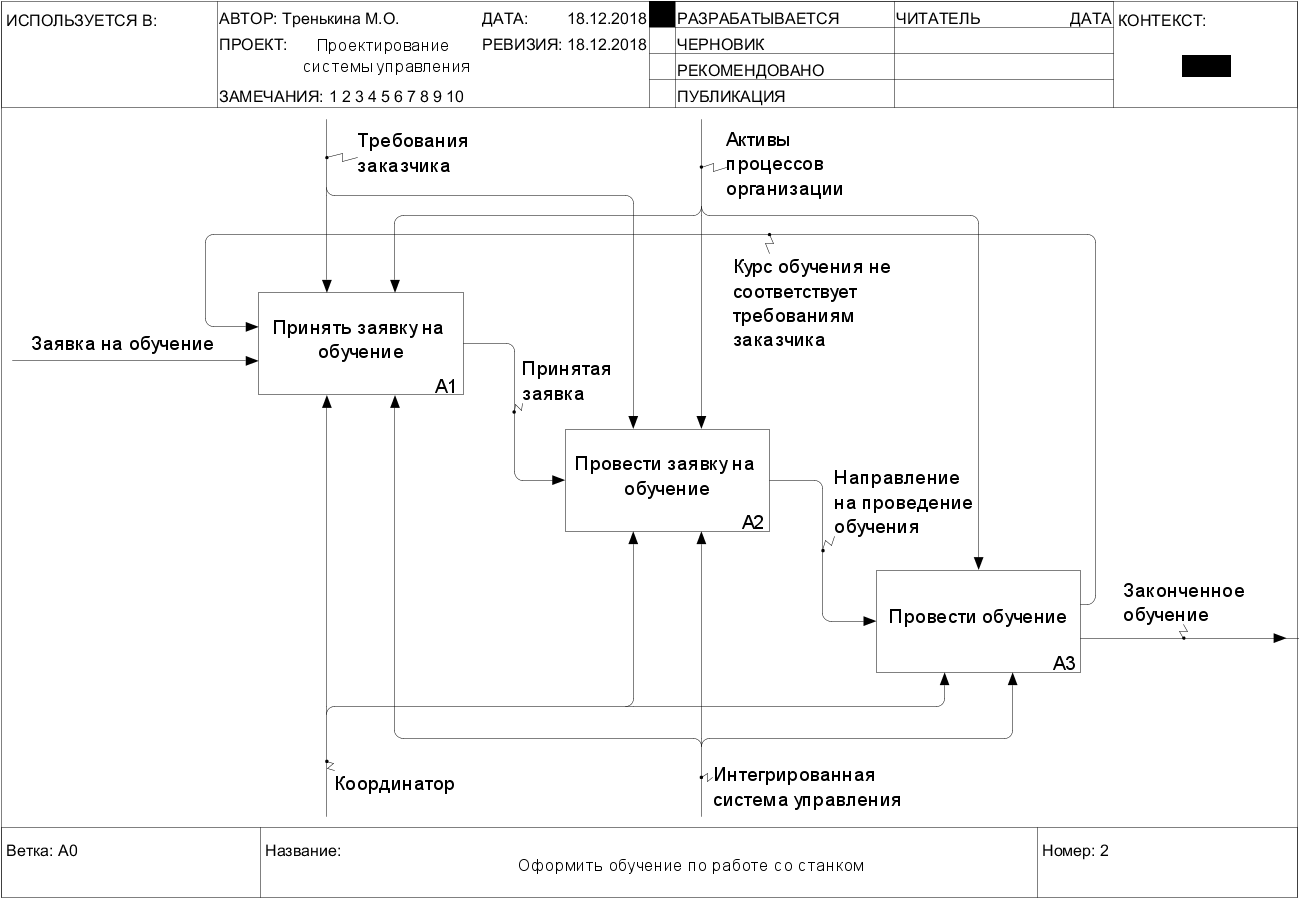 ИСПОЛЬЗУЕТСЯ В:
АВТОР: Тренькина М.О.
ДАТА: 18.12.2018
РАЗРАБАТЫВАЕТСЯ
ЧИТАТЕЛЬ
ДАТА
КОНТЕКСТ:
ПРОЕКТ: Проектирование
системы управления
РЕВИЗИЯ: 18.12.2018
ЧЕРНОВИК
РЕКОМЕНДОВАНО
ЗАМЕЧАНИЯ: 1 2 3 4 5 6 7 8 9 10
ПУБЛИКАЦИЯ
Требования
заказчика
Активы
процессов
организации
Курс обучения не
соответствует
требованиям
заказчика
Заявка на обучение
Принять заявку на
обучение
A1
Принятая
заявка
Провести заявку на
обучение
A2
Направление
на проведение
обучения
Провести обучение
A3
Законченное
обучение
Координатор
Интегрированная
система управления
Ветка: A0
Название:
Оформить обучение по работе со станком
Номер: 2